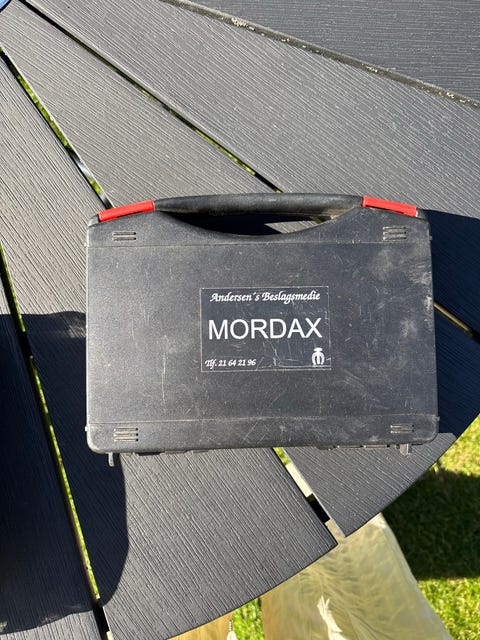 Andersen´s Beslagsmedie
MORDAX
Tlf. 21 64 21 96